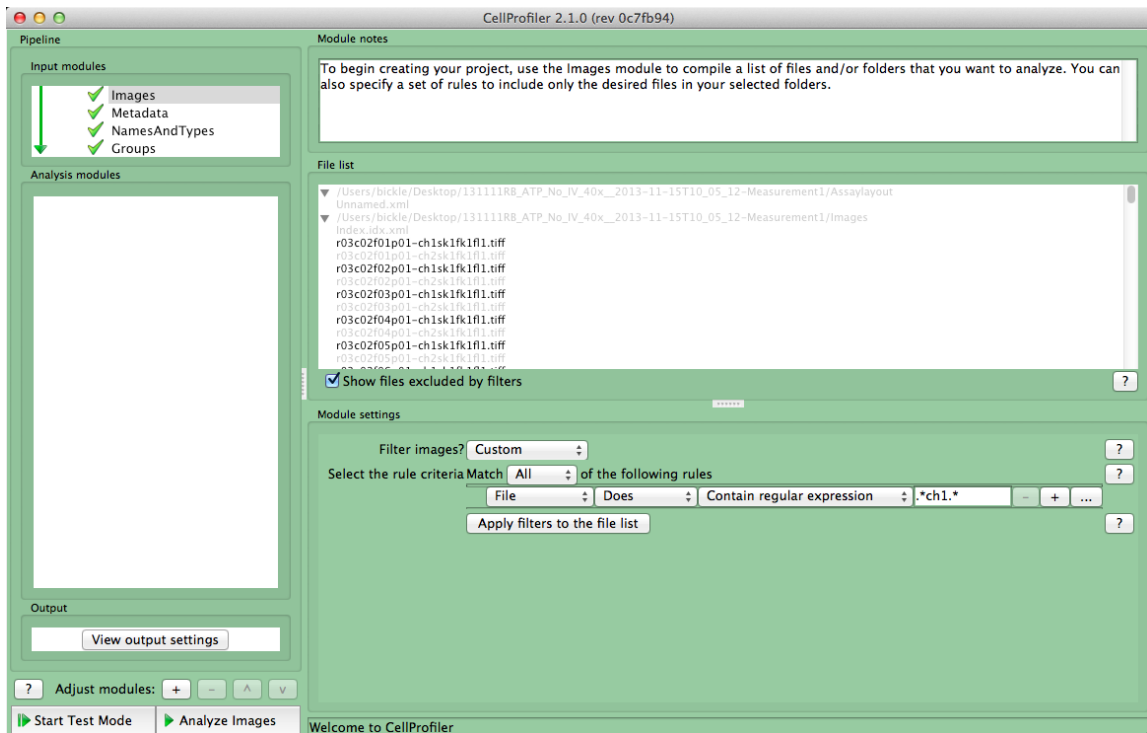 CellProfiler 2.1.0 (rev 0c7fb94)
Pipeline
Input modules
Images
Metadata
NamesAndTypes
Groups
Analysis modules
Output
View output settings
? Adjust modules: + - ^ v
Start Test Mode Analyze Images
Module notes
To begin creating your project, use the Images module to compile a list of files and/or folders that you want to analyze. You can
also specify a set of rules to include only the desired files in your selected folders.
File list
/Users/bickle/Desktop/131111RB_ATP_No_IV_40x__2013-11-15T10_05_12-Measurement1/Assaylayout
Unnamed.xml
/Users/bickle/Desktop/131111RB_ATP_No_IV_40x__2013-11-15T10_05_12-Measurement1/Images
Index.idx.xml
r03c02f01p01-ch1sk1fk1fl1.tiff
r03c02f01p01-ch2sk1fk1fl1.tiff
r03c02f02p01-ch1sk1fk1fl1.tiff
r03c02f02p01-ch2sk1fk1fl1.tiff
r03c02f03p01-ch1sk1fk1fl1.tiff
r03c02f03p01-ch2sk1fk1fl1.tiff
r03c02f04p01-ch1sk1fk1fl1.tiff
r03c02f04p01-ch2sk1fk1fl1.tiff
r03c02f05p01-ch1sk1fk1fl1.tiff
r03c02f05p01-ch2sk1fk1fl1.tiff
Show files excluded by filters ?
Module settings
Filter images? Custom ?
Select the rule criteria Match All of the following rules ?
File Does Contain regular expression .*ch1.* - + ...
Apply filters to the file list ?
Welcome to CellProfiler